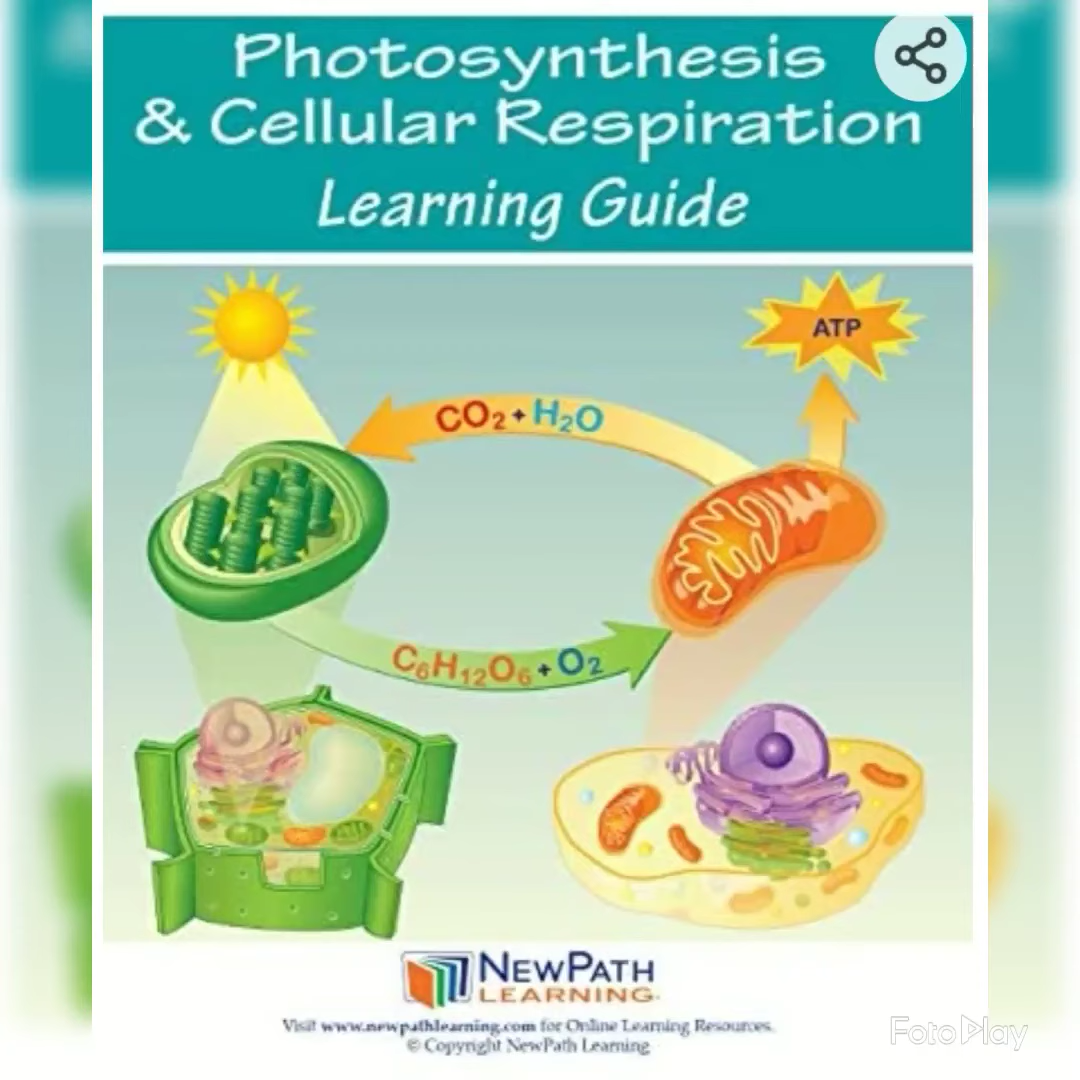 Photosynthesis
& Cellular Respiration
Learning Guide
ATP
CO₂ + H₂O
C₆H₁₂O₆ + O₂
NEWPATH
LEARNING
Visit www.newpathlearning.com for Online Learning Resources.
© Copyright NewPath Learning
FotoPlay